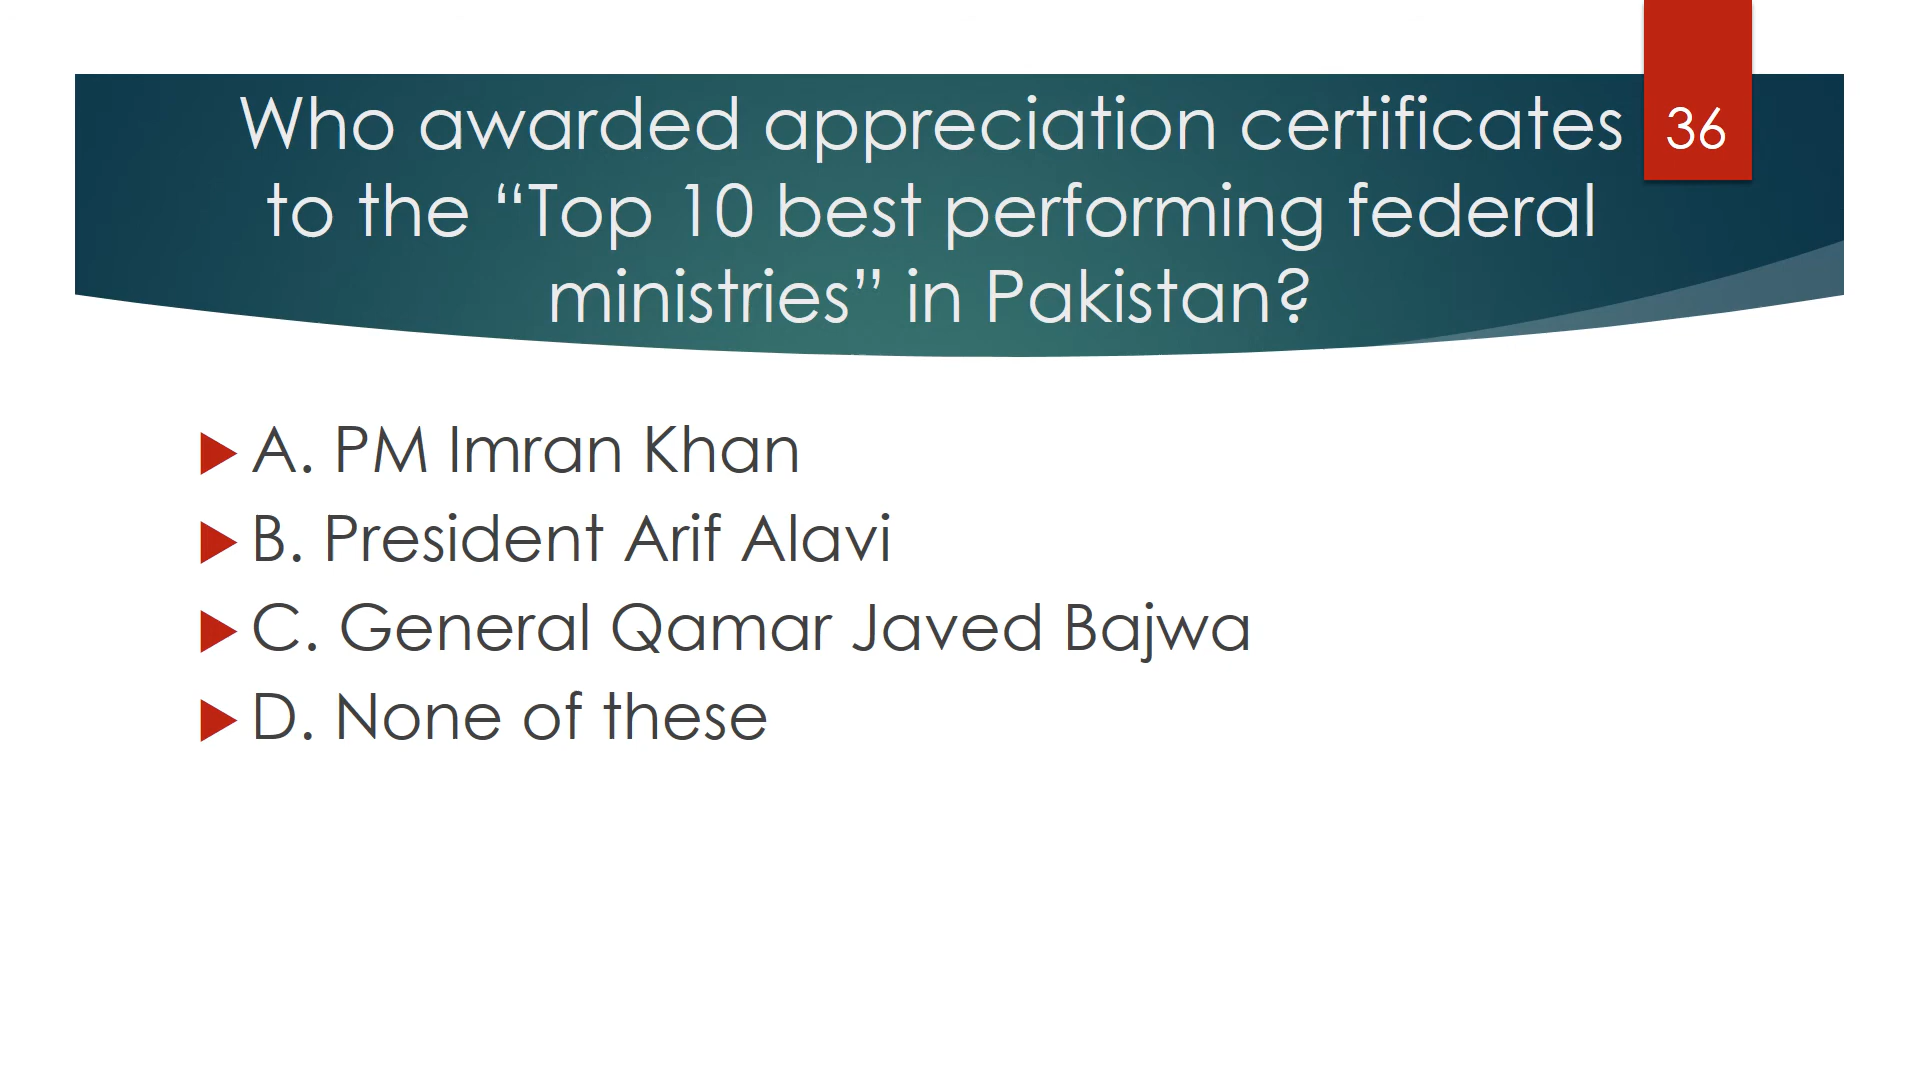 36
Who awarded appreciation certificates
to the “Top 10 best performing federal
ministries” in Pakistan?
A. PM Imran Khan
B. President Arif Alavi
C. General Qamar Javed Bajwa
D. None of these